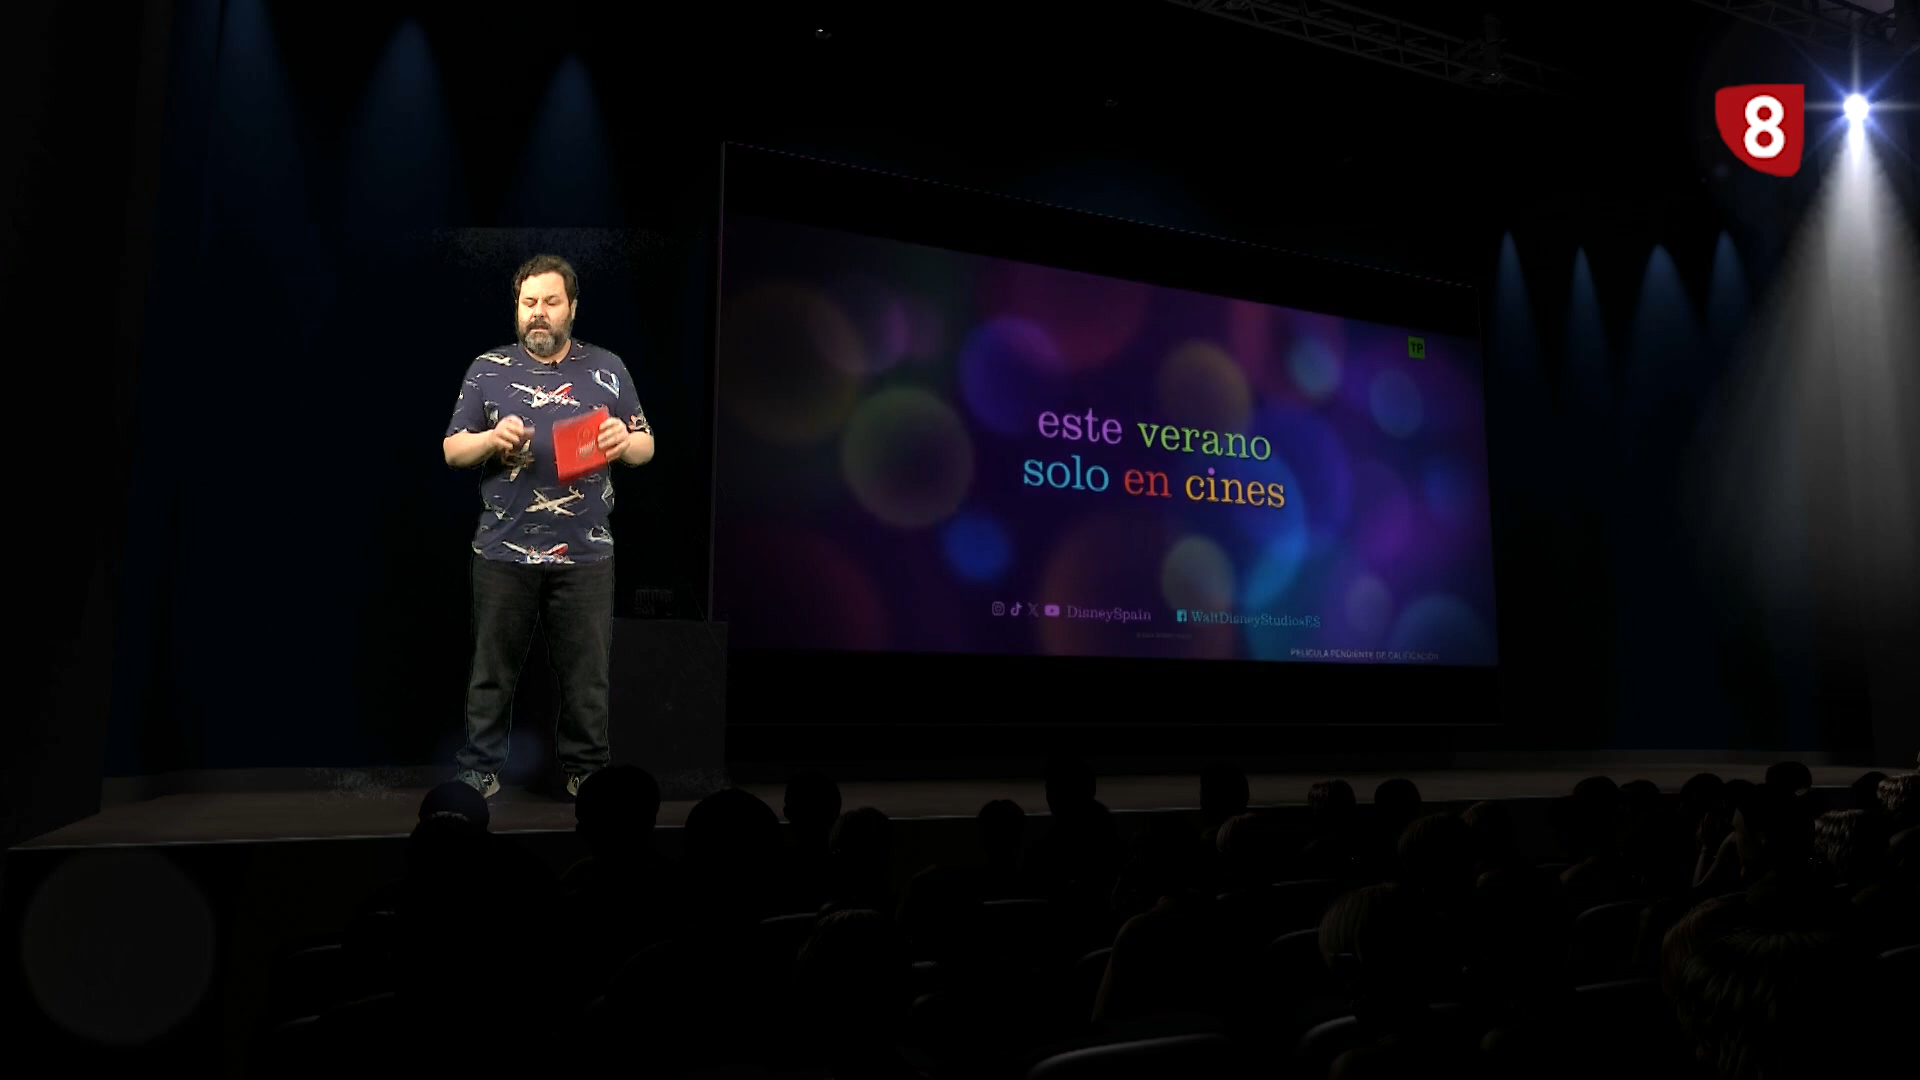 8
TP
este verano
solo en cines
DisneySpain WaltDisneyStudiosES
PELÍCULA PENDIENTE DE CALIFICACIÓN